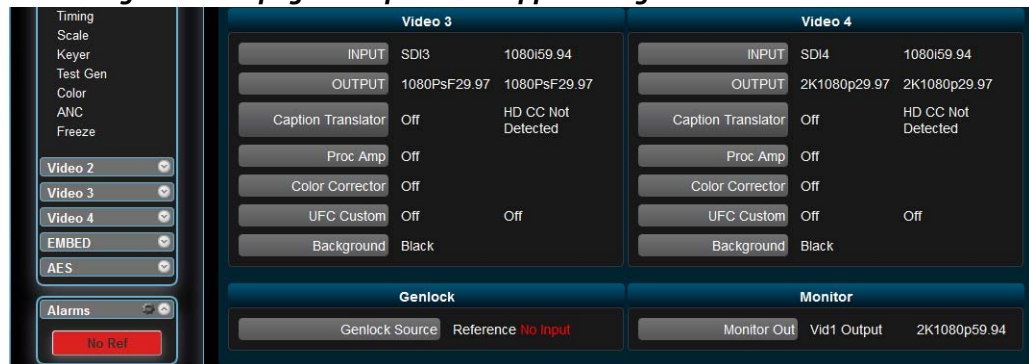 Timing
Scale
Keyer
Test Gen
Color
ANC
Freeze
Video 2
Video 3
Video 4
EMBED
AES
Alarms
No Ref
Video 3
INPUT SDI3 1080i59.94
OUTPUT 1080PsF29.97 1080PsF29.97
Caption Translator Off HD CC Not Detected
Proc Amp Off
Color Corrector Off
UFC Custom Off Off
Background Black
Video 4
INPUT SDI4 1080i59.94
OUTPUT 2K1080p29.97 2K1080p29.97
Caption Translator Off HD CC Not Detected
Proc Amp Off
Color Corrector Off
UFC Custom Off Off
Background Black
Genlock
Genlock Source Reference No Input
Monitor
Monitor Out Vid1 Output 2K1080p59.94